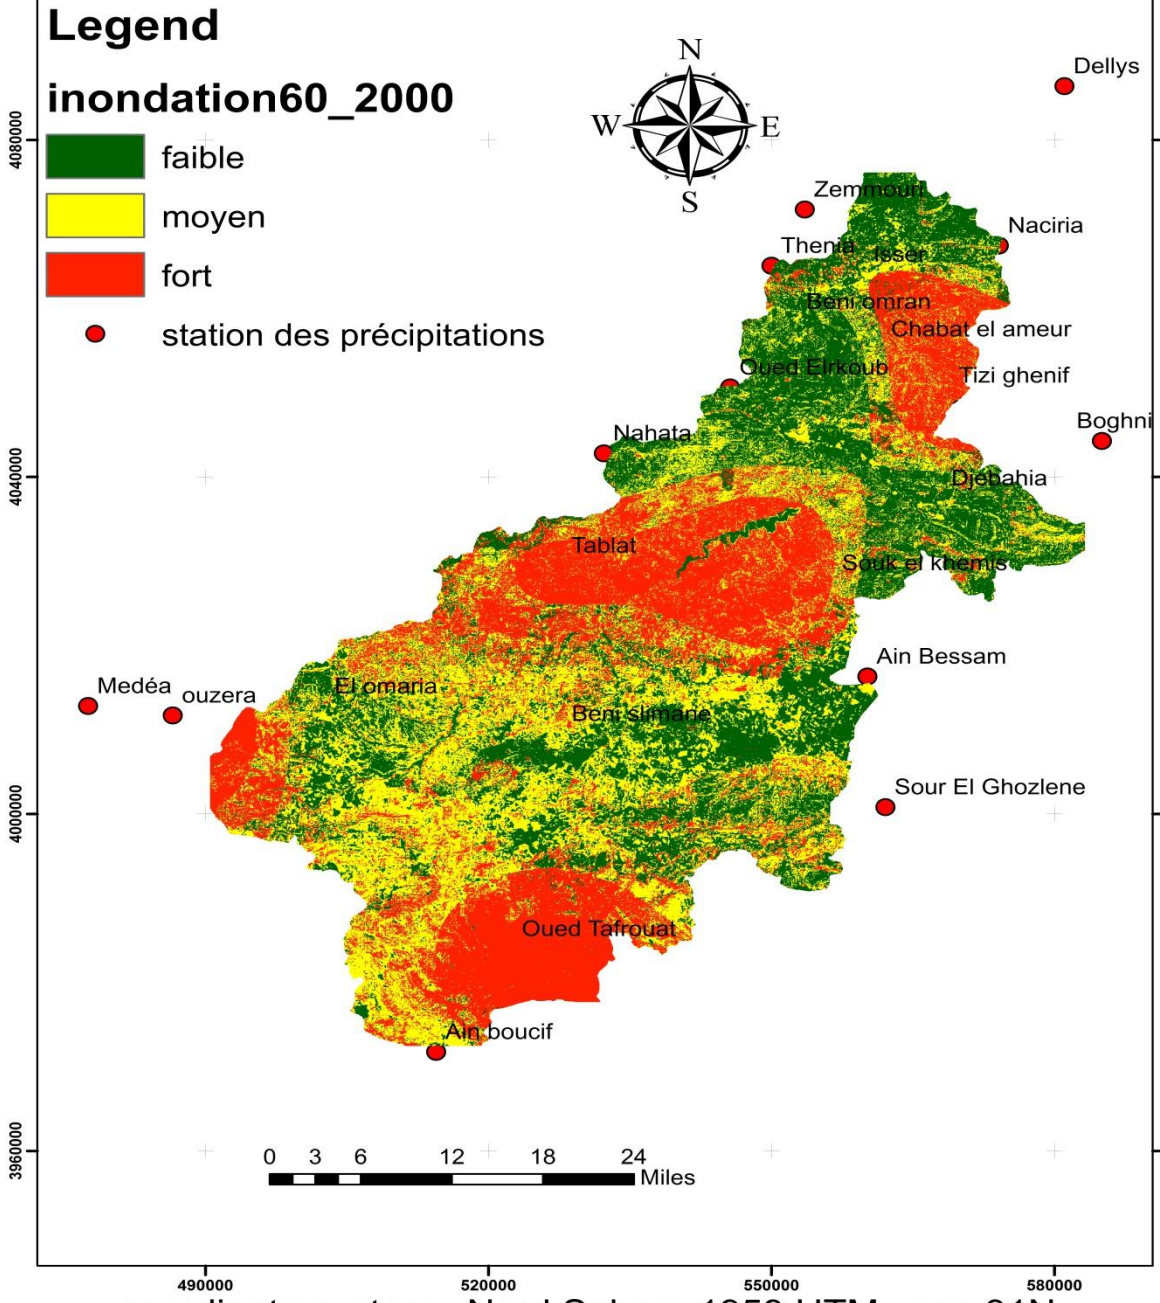 Legend
inondation60_2000
faible
moyen
fort
station des précipitations
N
W
E
S
Dellys
Zemmouri
Naciria
Thenia
Isser
Beni omran
Chabat el ameur
Oued Elrkoub
Tizi ghenif
Boghni
Nahata
Djebahia
Tablat
Souk el khemis
Ain Bessam
Medéa
ouzera
El omaria
Beni slimane
Sour El Ghozlene
Oued Tafrouat
Ain boucif
0 3 6 12 18 24
Miles
4080000
4040000
4000000
3960000
490000 520000 550000 580000